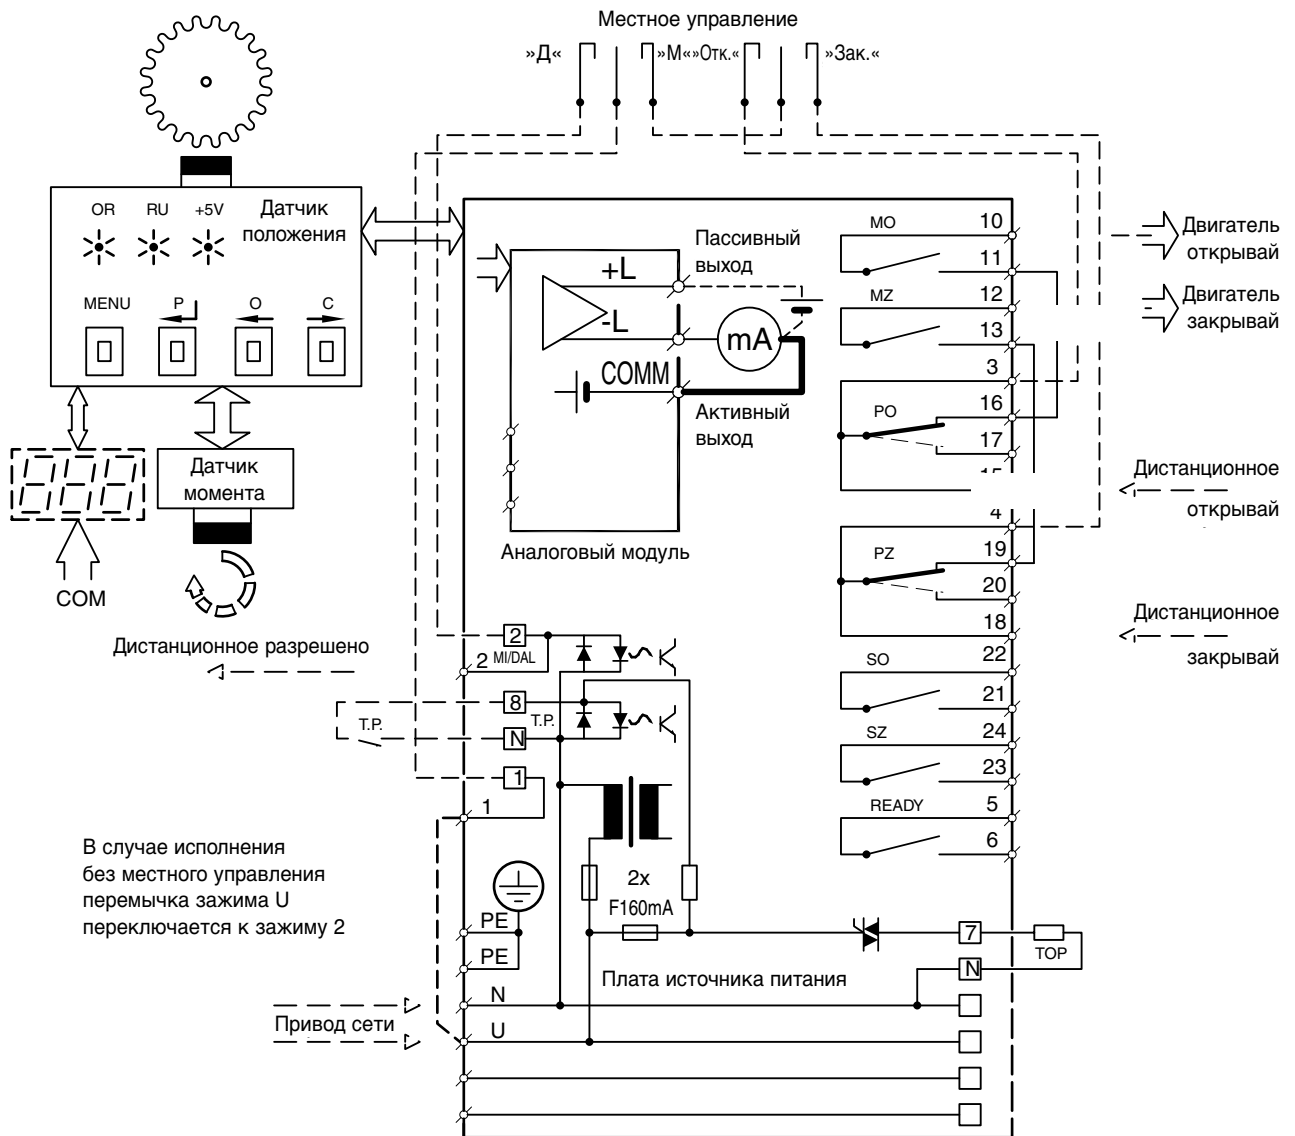 Местное управление
»Д«
»М«
»Отк.«
»Зак.«
OR RU +5V
Датчик
положения
MENU P O C
Датчик
момента
COM
+L
-L
COMM
mA
Пассивный
выход
Активный
выход
Аналоговый модуль
MO 10
11
MZ 12
13
3
PO 16
17
4
PZ 19
20
18
SO 22
21
SZ 24
23
READY 5
6
Двигатель
открывай
Двигатель
закрывай
Дистанционное
открывай
Дистанционное
закрывай
Дистанционное разрешено
2
2 MI/DAL
8
T.P. T.P.
N
1
1
В случае исполнения
без местного управления
перемычка зажима U
переключается к зажиму 2
2x
F160mA
PE
PE
7
TOP
N
Плата источника питания
N
Привод сети
U